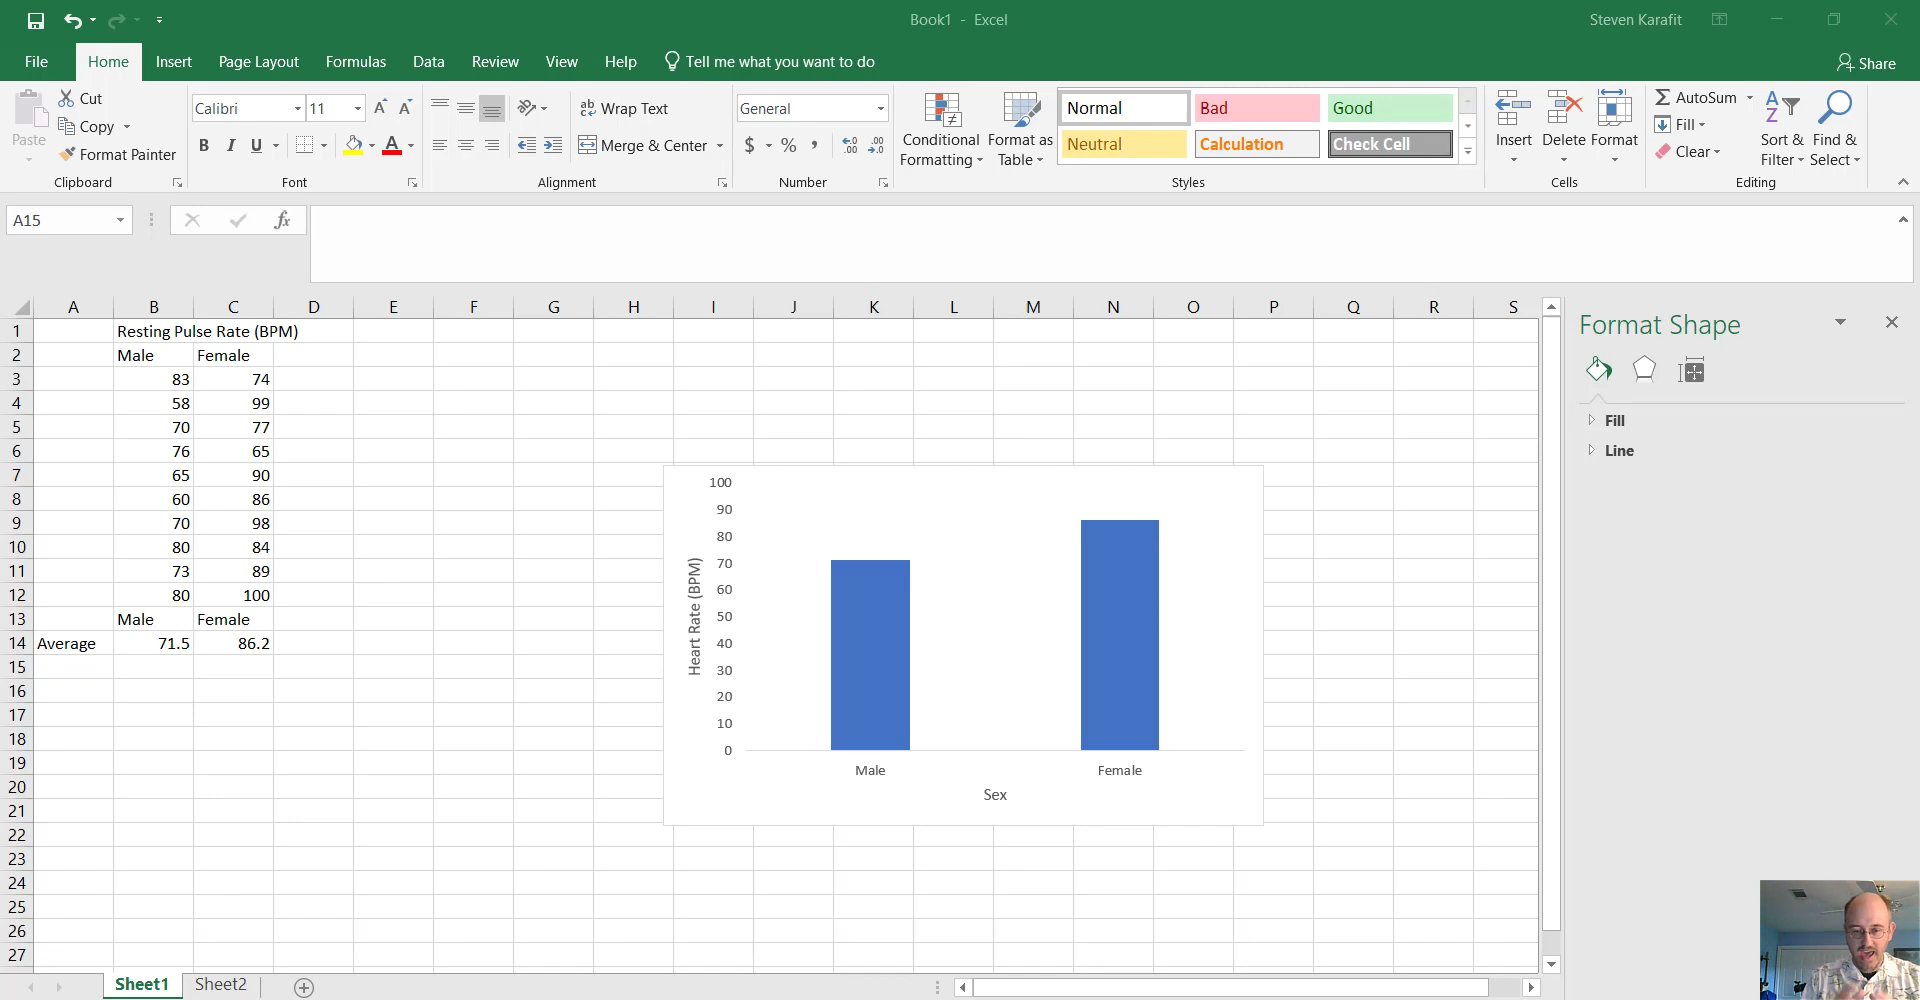 Book1 - Excel
Steven Karafit
File Home Insert Page Layout Formulas Data Review View Help Tell me what you want to do
Share
Paste
Cut
Copy
Format Painter
Clipboard
Calibri 11
B I U
Font
Wrap Text
Merge & Center
Alignment
General
$ % ,
Number
Conditional Formatting
Format as Table
Normal Bad Good
Neutral Calculation Check Cell
Styles
Insert Delete Format
Cells
AutoSum
Fill
Clear
Sort & Filter
Find & Select
Editing
A15
fx
A B C D E F G H I J K L M N O P Q R S
1 Resting Pulse Rate (BPM)
2 Male Female
3 83 74
4 58 99
5 70 77
6 76 65
7 65 90
8 60 86
9 70 98
10 80 84
11 73 89
12 80 100
13 Male Female
14 Average 71.5 86.2
15
16
17
18
19
20
21
22
23
24
25
26
27
100
90
80
70
60
50
40
30
20
10
0
Heart Rate (BPM)
Male Female
Sex
Format Shape
Fill
Line
Sheet1 Sheet2